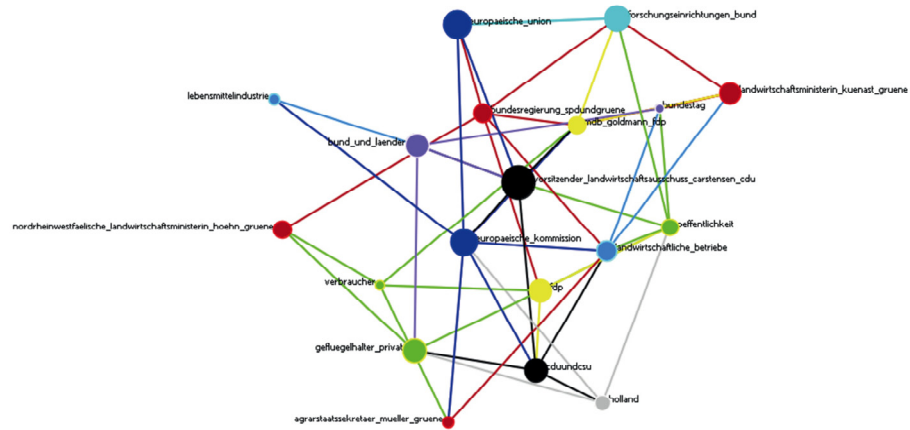 europaeische_union
forschungseinrichtungen_bund
landwirtschaftsministerin_kuenast_gruene
lebensmittelindustrie
bundestag
bundesregierung_spdundgruene
mdb_goldmann_fdp
bund_und_laender
vorsitzender_landwirtschaftsausschuss_carstensen_cdu
nordrheinwestfaelische_landwirtschaftsministerin_hoehn_gruene
oeffentlichkeit
europaeische_kommission
landwirtschaftliche_betriebe
verbraucher
fdp
gefluegelhalter_privat
cduundcsu
holland
agrarstaatssekretaer_mueller_gruene